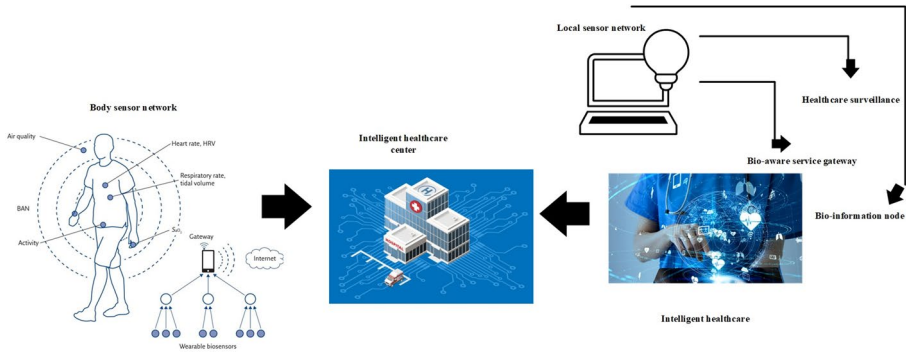 Body sensor network
Air quality
Heart rate, HRV
Respiratory rate,
tidal volume
BAN
Activity
Gateway
Internet
Wearable biosensors
Intelligent healthcare
center
H
HOSPITAL
Local sensor network
Healthcare surveillance
Bio-aware service gateway
Bio-information node
Intelligent healthcare